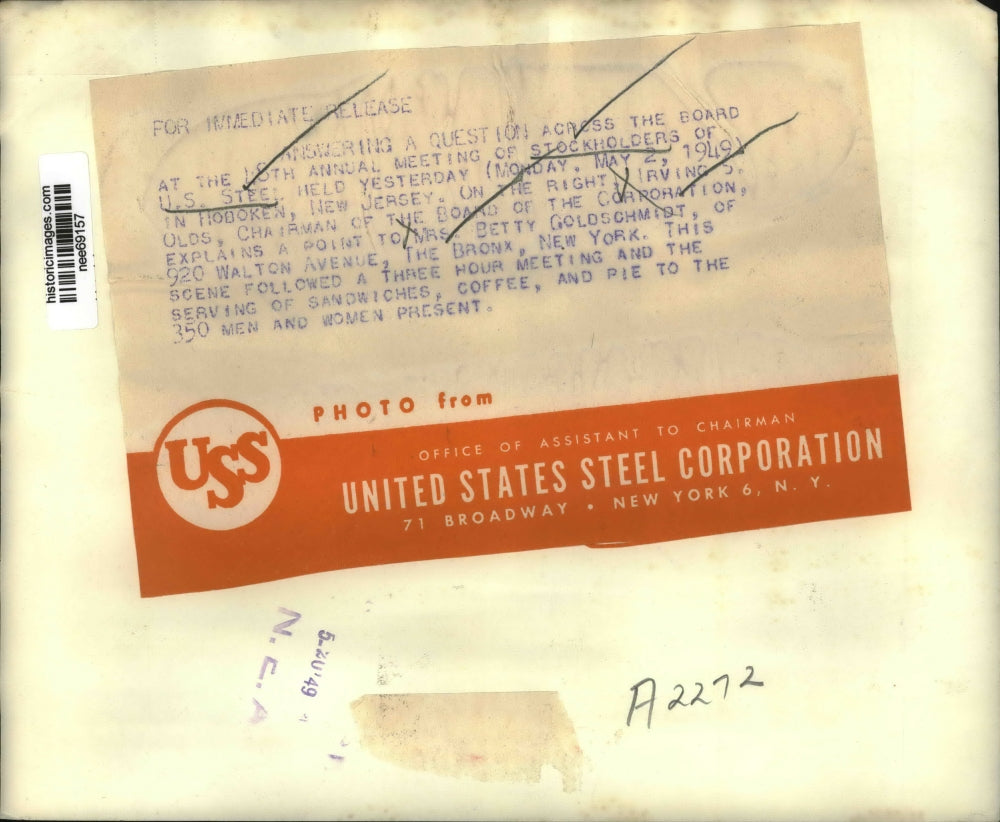 FOR IMMEDIATE RELEASE
ANSWERING A QUESTION ACROSS THE BOARD
AT THE ANNUAL MEETING OF STOCKHOLDERS OF
U.S. STEEL HELD YESTERDAY (MONDAY, MAY 2, 1949)
IN HOBOKEN, NEW JERSEY. ON THE RIGHT, IRVING S.
OLDS, CHAIRMAN OF THE BOARD OF THE CORPORATION,
EXPLAINS A POINT TO MRS. BETTY GOLDSCHMIDT, OF
920 WALTON AVENUE, THE BRONX, NEW YORK. THIS
SCENE FOLLOWED A THREE HOUR MEETING AND THE
SERVING OF SANDWICHES, COFFEE, AND PIE TO THE
350 MEN AND WOMEN PRESENT.
PHOTO from
USS
OFFICE OF ASSISTANT TO CHAIRMAN
UNITED STATES STEEL CORPORATION
71 BROADWAY • NEW YORK 6, N. Y.
historicimages.com
nee69157
N.E.A
5-20'49
A2272